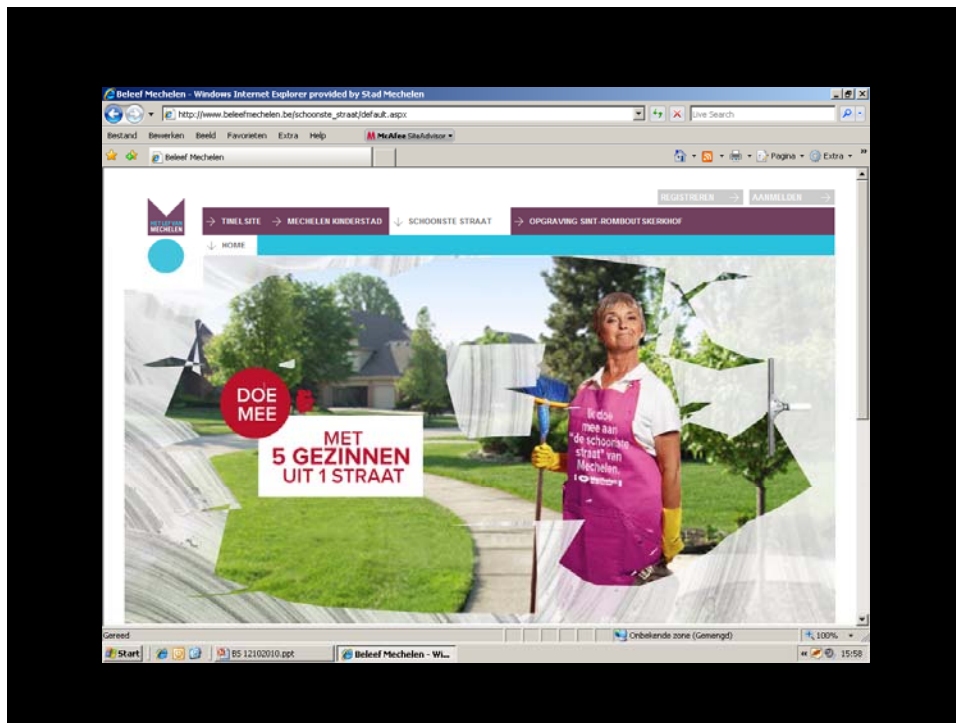 Beleef Mechelen - Windows Internet Explorer provided by Stad Mechelen
http://www.beleefmechelen.be/schoonste_straat/default.aspx
Live Search
Bestand Bewerken Beeld Favorieten Extra Help McAfee SiteAdvisor
Beleef Mechelen
Pagina Extra
REGISTREREN AANMELDEN
MECHELEN
TINELSITE MECHELEN KINDERSTAD SCHOONSTE STRAAT OPGRAVING SINT-ROMBOUTSKERKHOF
HOME
DOE
MEE
MET
5 GEZINNEN
UIT 1 STRAAT
Ik doe
mee aan
"de schoonste
straat" van
Mechelen.
Gereed
Onbekende zone (Gemengd)
100%
Start
BS 12102010.ppt
Beleef Mechelen - Wi...
15:58